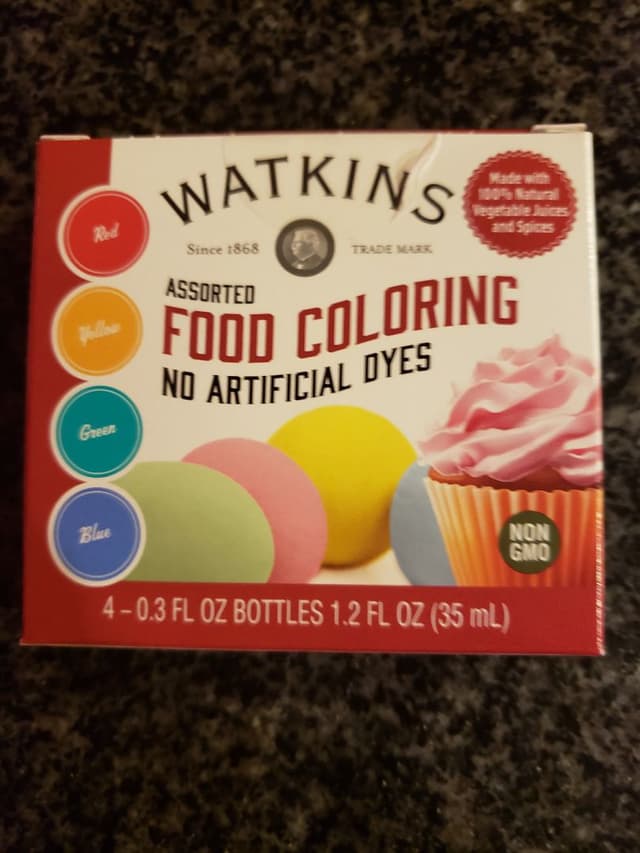 WATKINS
Since 1868
TRADE MARK
Made with
100% Natural
Vegetable Juices
and Spices
ASSORTED
FOOD COLORING
NO ARTIFICIAL DYES
Red
Yellow
Green
Blue
NON
GMO
4 – 0.3 FL OZ BOTTLES 1.2 FL OZ (35 mL)